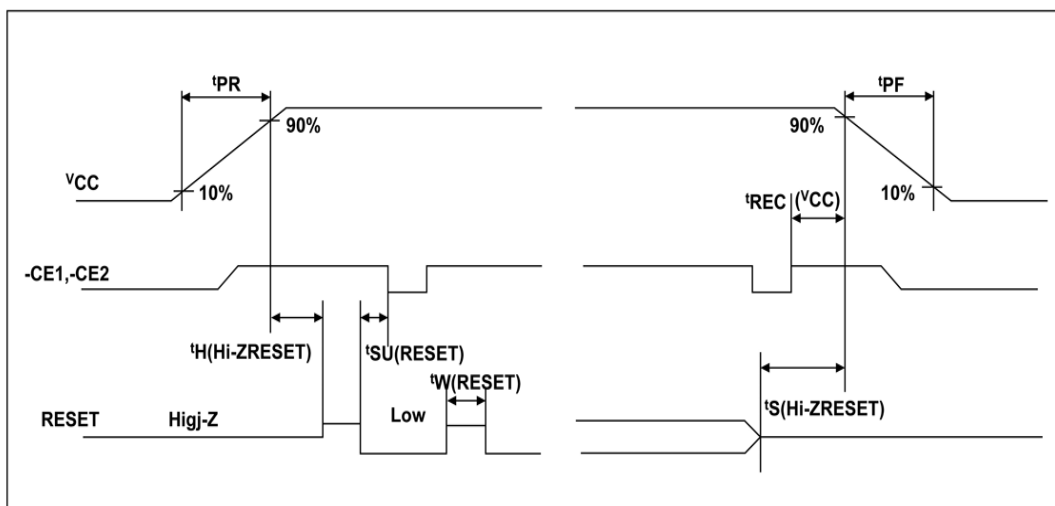 tPR
tPF
90%
90%
VCC
10%
10%
tREC (VCC)
-CE1,-CE2
tH(Hi-ZRESET)
tSU(RESET)
tW(RESET)
RESET
Higj-Z
Low
tS(Hi-ZRESET)